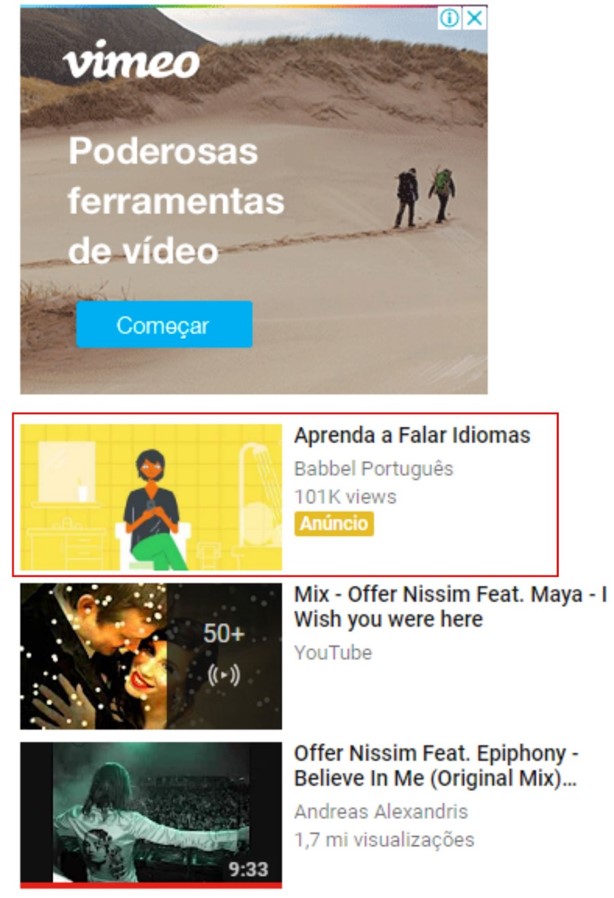 vimeo
Poderosas
ferramentas
de vídeo
Começar
Aprenda a Falar Idiomas
Babbel Português
101K views
Anúncio
50+
Mix - Offer Nissim Feat. Maya - I
Wish you were here
YouTube
Offer Nissim Feat. Epiphony -
Believe In Me (Original Mix)...
Andreas Alexandris
1,7 mi visualizações
9:33